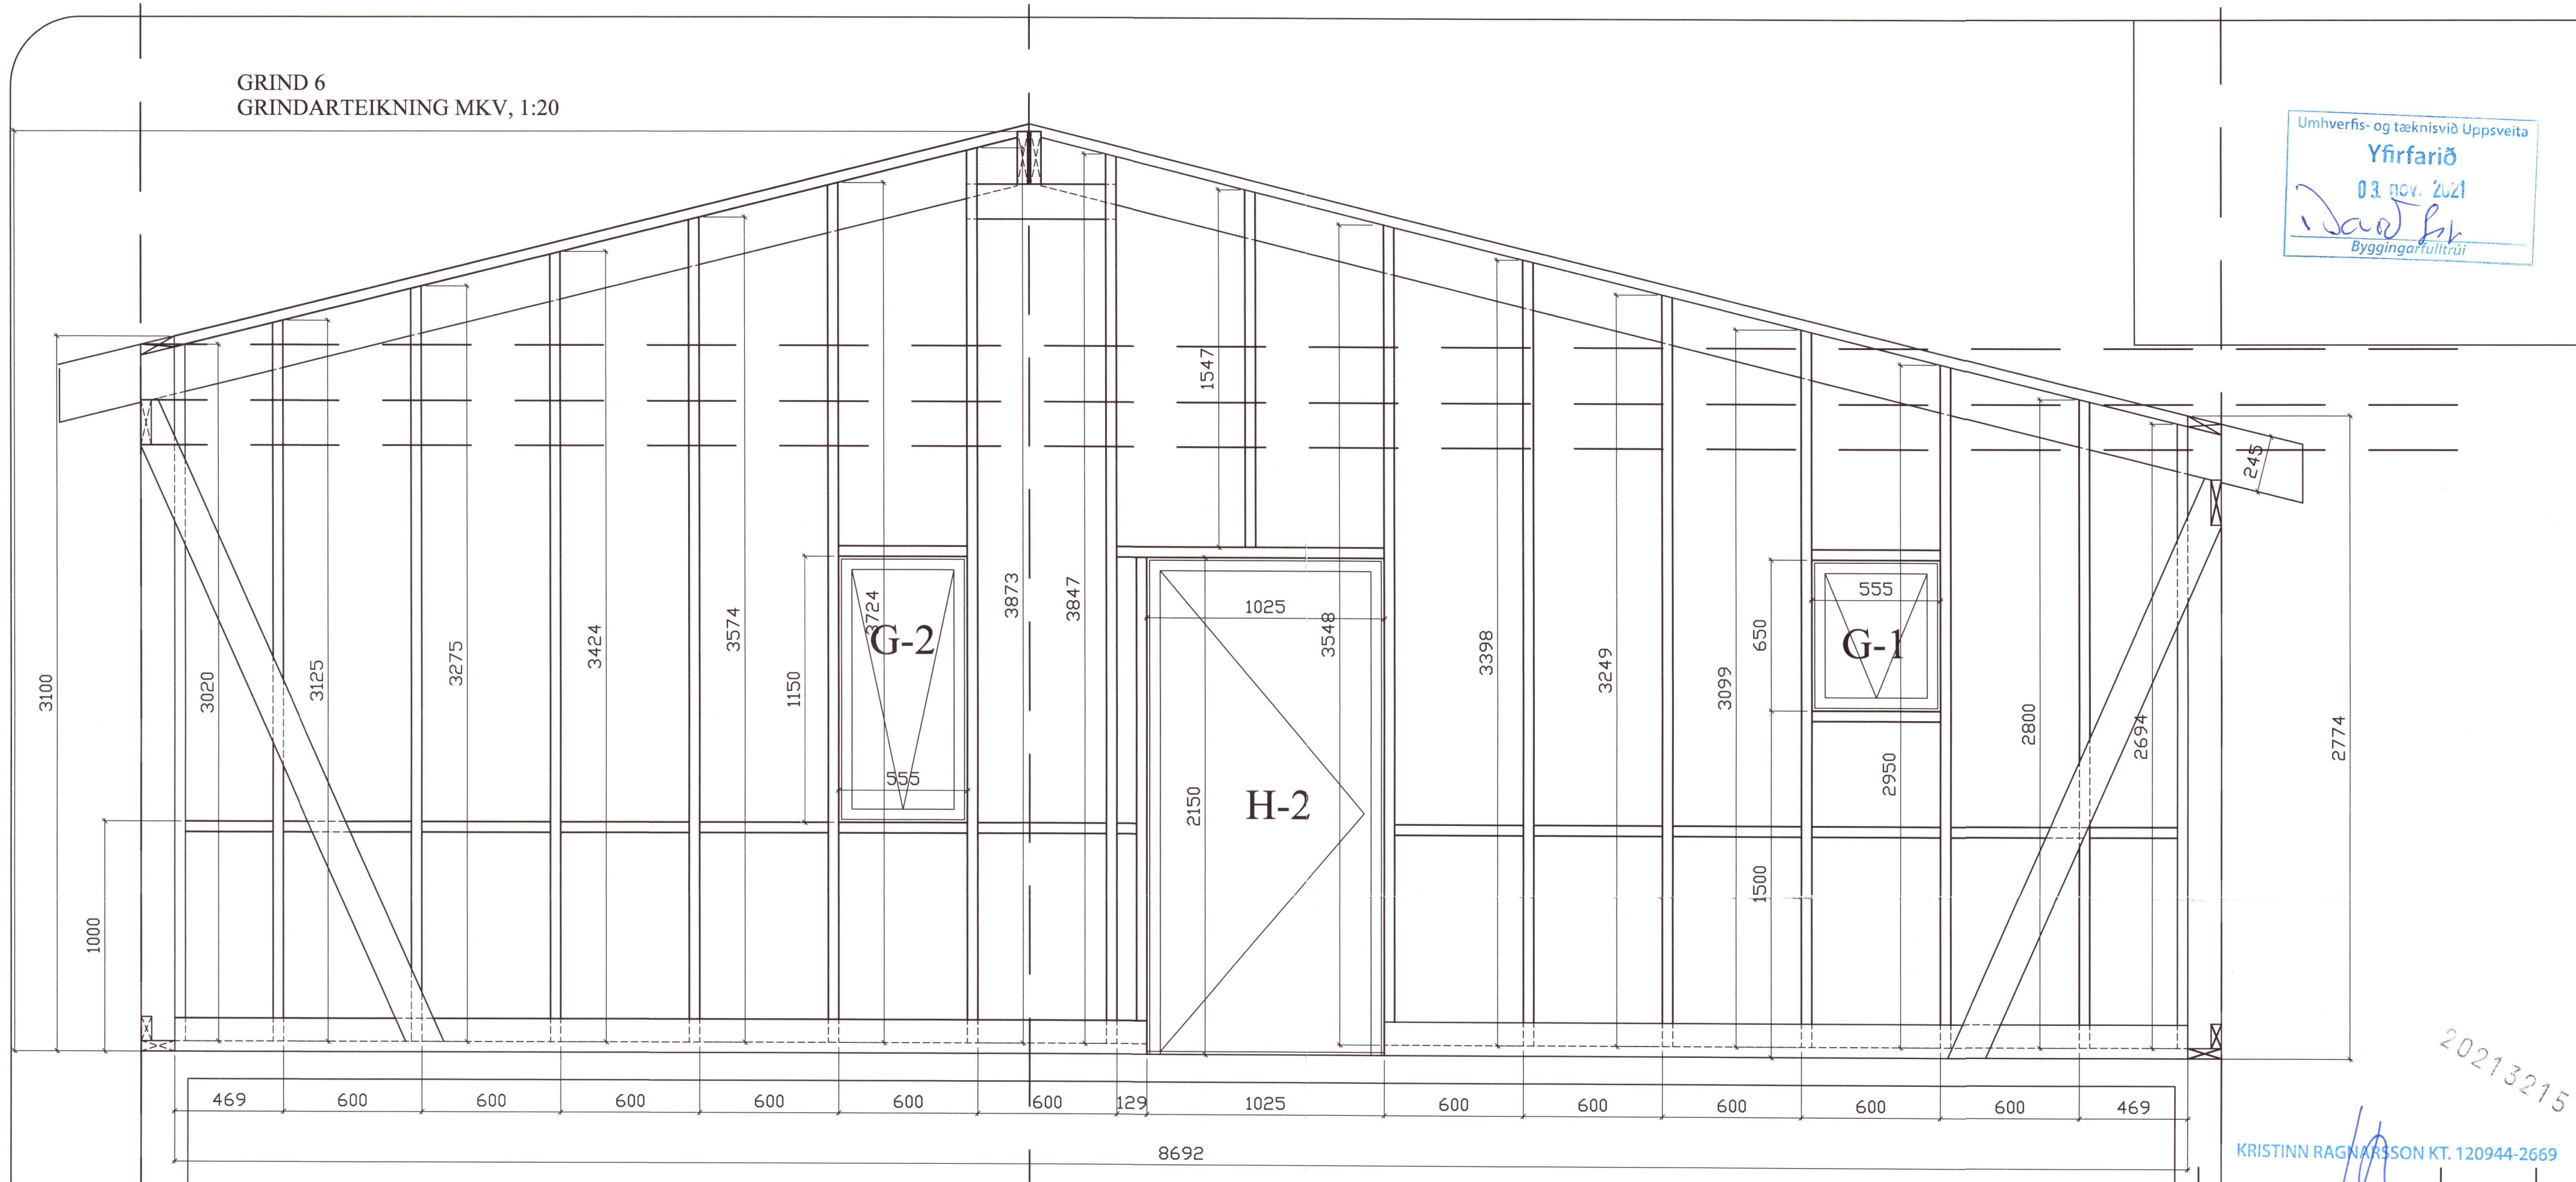 GRIND 6
GRINDARTEIKNING MKV, 1:20
Umhverfis- og tæknisvið Uppsveita
Yfirfarið
03. nov. 2021
Byggingarfulltrúi
1547
245
3100
3020
3125
3275
3424
3574
1150
3724
G-2
555
3873
3847
1025
3548
2150
H-2
3398
3249
3099
650
555
G-1
1500
2950
2800
2694
2774
1000
469 600 600 600 600 600 600 129 1025 600 600 600 600 600 469
8692
20213215
KRISTINN RAGNARSSON KT. 120944-2669